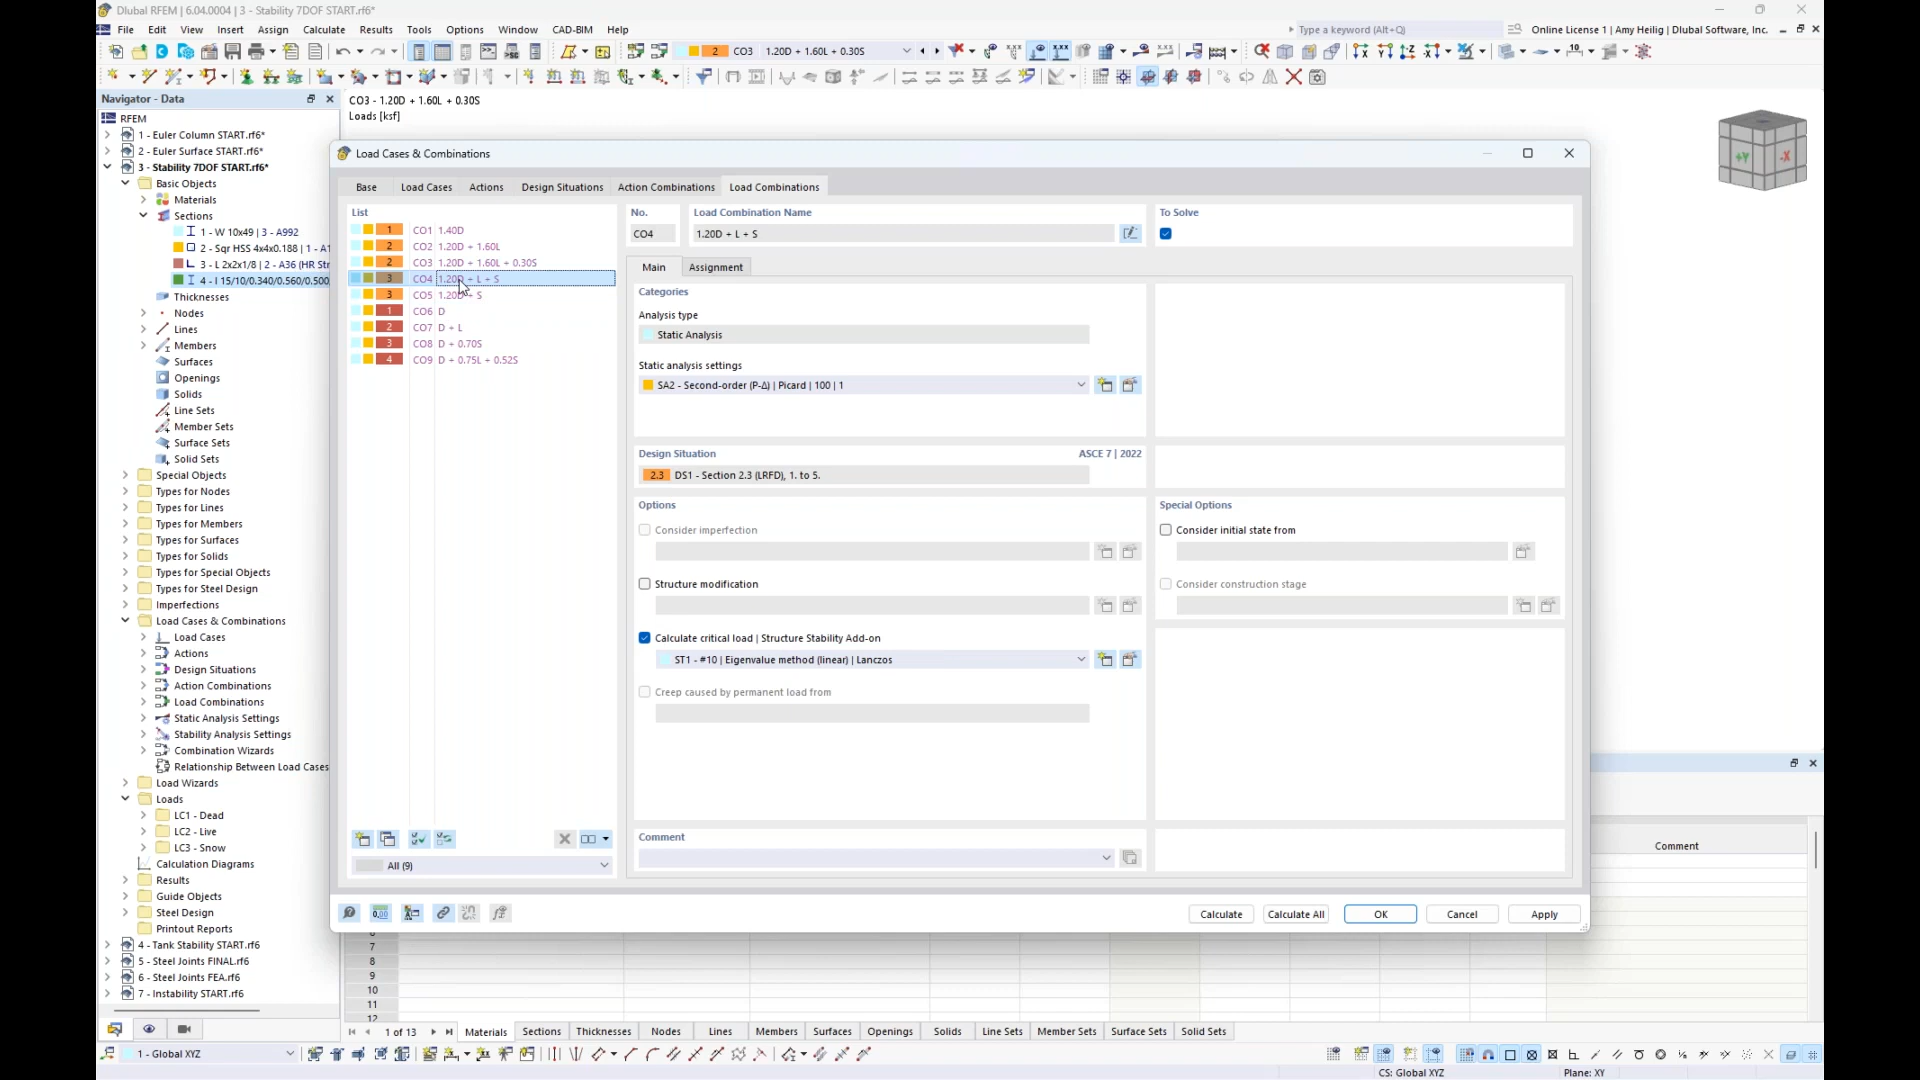 Dlubal RFEM | 6.04.0004 | 3 - Stability 7DOF START.rf6*
File Edit View Insert Assign Calculate Results Tools Options Window CAD-BIM Help
Type a keyword (Alt+Q)
Online License 1 | Amy Heilig | Dlubal Software, Inc.
2 CO3 1.20D + 1.60L + 0.30S
Navigator - Data
RFEM
1 - Euler Column START.rf6*
2 - Euler Surface START.rf6*
3 - Stability 7DOF START.rf6*
Basic Objects
Materials
Sections
1 - W 10x49 | 3 - A992
2 - Sqr HSS 4x4x0.188 | 1 - A1
3 - L 2x2x1/8 | 2 - A36 (HR Str
4 - I 15/10/0.340/0.560/0.500
Thicknesses
Nodes
Lines
Members
Surfaces
Openings
Solids
Line Sets
Member Sets
Surface Sets
Solid Sets
Special Objects
Types for Nodes
Types for Lines
Types for Members
Types for Surfaces
Types for Solids
Types for Special Objects
Types for Steel Design
Imperfections
Load Cases & Combinations
Load Cases
Actions
Design Situations
Action Combinations
Load Combinations
Static Analysis Settings
Stability Analysis Settings
Combination Wizards
Relationship Between Load Cases
Load Wizards
Loads
LC1 - Dead
LC2 - Live
LC3 - Snow
Calculation Diagrams
Results
Guide Objects
Steel Design
Printout Reports
4 - Tank Stability START.rf6
5 - Steel Joints FINAL.rf6
6 - Steel Joints FEA.rf6
7 - Instability START.rf6
1 - Global XYZ
CO3 - 1.20D + 1.60L + 0.30S
Loads [ksf]
+Y -X
Load Cases & Combinations
Base Load Cases Actions Design Situations Action Combinations Load Combinations
List
1 CO1 1.40D
2 CO2 1.20D + 1.60L
2 CO3 1.20D + 1.60L + 0.30S
3 CO4 1.20D + L + S
3 CO5 1.20D + S
1 CO6 D
2 CO7 D + L
3 CO8 D + 0.70S
4 CO9 D + 0.75L + 0.52S
All (9)
No.
CO4
Load Combination Name
1.20D + L + S
To Solve
Main Assignment
Categories
Analysis type
Static Analysis
Static analysis settings
SA2 - Second-order (P-Δ) | Picard | 100 | 1
Design Situation ASCE 7 | 2022
2.3 DS1 - Section 2.3 (LRFD), 1. to 5.
Options
Consider imperfection
Structure modification
Calculate critical load | Structure Stability Add-on
ST1 - #10 | Eigenvalue method (linear) | Lanczos
Creep caused by permanent load from
Special Options
Consider initial state from
Consider construction stage
Comment
Calculate Calculate All OK Cancel Apply
Comment
7
8
9
10
11
12
1 of 13 Materials Sections Thicknesses Nodes Lines Members Surfaces Openings Solids Line Sets Member Sets Surface Sets Solid Sets
CS: Global XYZ Plane: XY